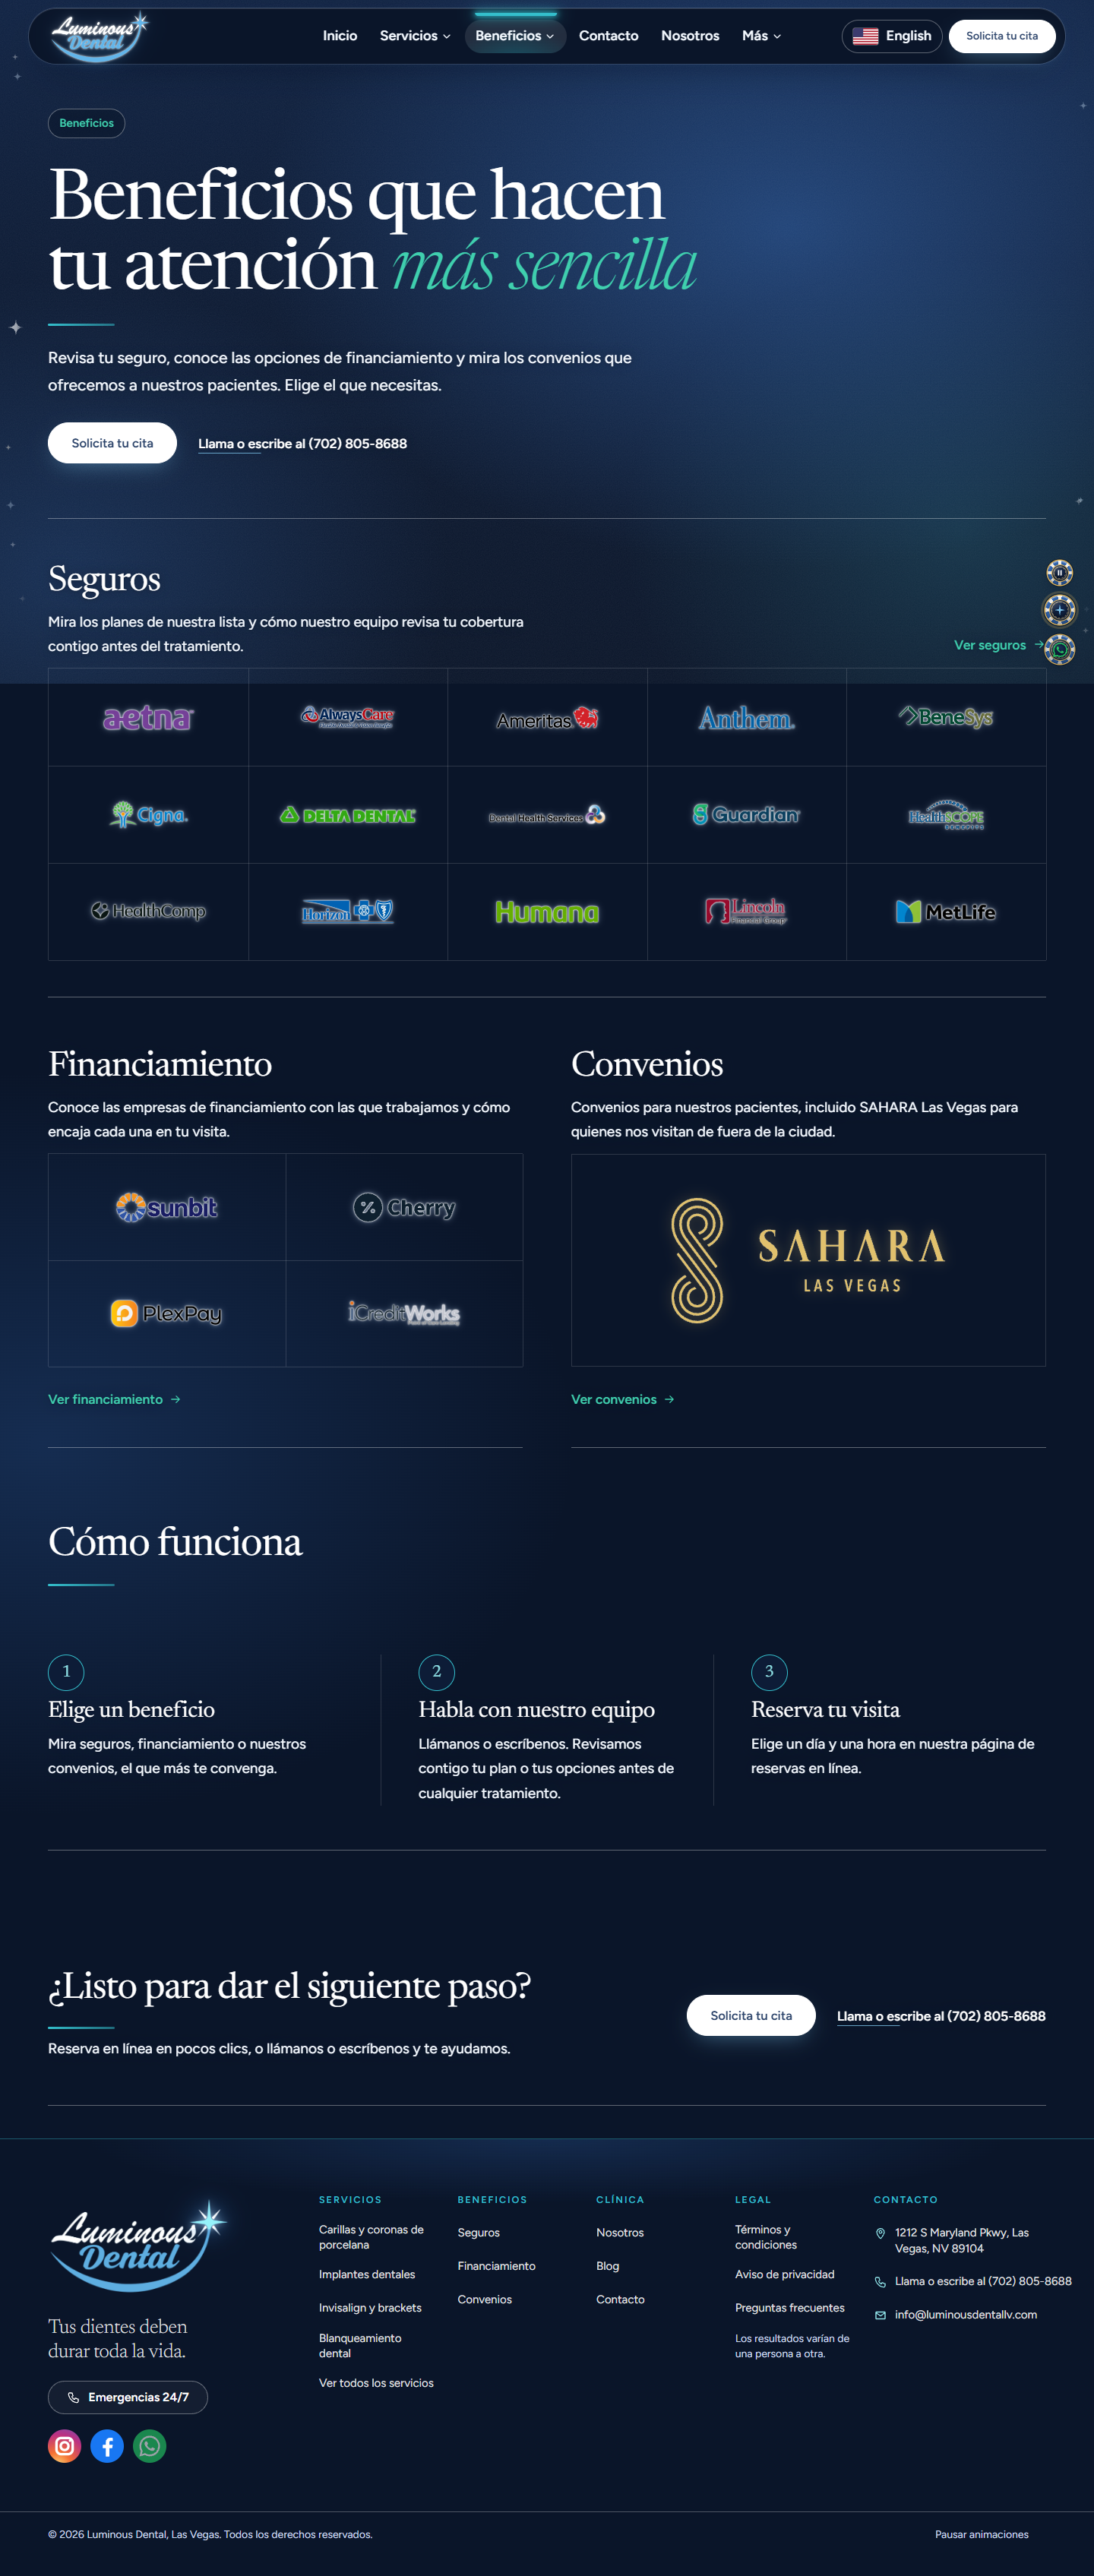 Luminous
Dental
Inicio Servicios Beneficios Contacto Nosotros Más English Solicita tu cita
Beneficios
Beneficios que hacen
tu atención más sencilla
Revisa tu seguro, conoce las opciones de financiamiento y mira los convenios que
ofrecemos a nuestros pacientes. Elige el que necesitas.
Solicita tu cita Llama o escribe al (702) 805-8688
Seguros
Mira los planes de nuestra lista y cómo nuestro equipo revisa tu cobertura
contigo antes del tratamiento.
Ver seguros
aetna AlwaysCare Ameritas Anthem BeneSys
Cigna DELTA DENTAL Dental Health Services Guardian HealthSCOPE
BENEFITS
HealthComp Horizon Humana Lincoln
Financial Group MetLife
Financiamiento
Conoce las empresas de financiamiento con las que trabajamos y cómo
encaja cada una en tu visita.
sunbit Cherry
PlexPay iCreditWorks
Ver financiamiento
Convenios
Convenios para nuestros pacientes, incluido SAHARA Las Vegas para
quienes nos visitan de fuera de la ciudad.
SAHARA
LAS VEGAS
Ver convenios
Cómo funciona
1
Elige un beneficio
Mira seguros, financiamiento o nuestros
convenios, el que más te convenga.
2
Habla con nuestro equipo
Llámanos o escríbenos. Revisamos
contigo tu plan o tus opciones antes de
cualquier tratamiento.
3
Reserva tu visita
Elige un día y una hora en nuestra página de
reservas en línea.
¿Listo para dar el siguiente paso?
Reserva en línea en pocos clics, o llámanos o escríbenos y te ayudamos.
Solicita tu cita Llama o escribe al (702) 805-8688
Luminous
Dental
Tus dientes deben
durar toda la vida.
Emergencias 24/7
SERVICIOS
Carillas y coronas de
porcelana
Implantes dentales
Invisalign y brackets
Blanqueamiento
dental
Ver todos los servicios
BENEFICIOS
Seguros
Financiamiento
Convenios
CLÍNICA
Nosotros
Blog
Contacto
LEGAL
Términos y
condiciones
Aviso de privacidad
Preguntas frecuentes
Los resultados varían de
una persona a otra.
CONTACTO
1212 S Maryland Pkwy, Las
Vegas, NV 89104
Llama o escribe al (702) 805-8688
info@luminousdentallv.com
© 2026 Luminous Dental, Las Vegas. Todos los derechos reservados.
Pausar animaciones